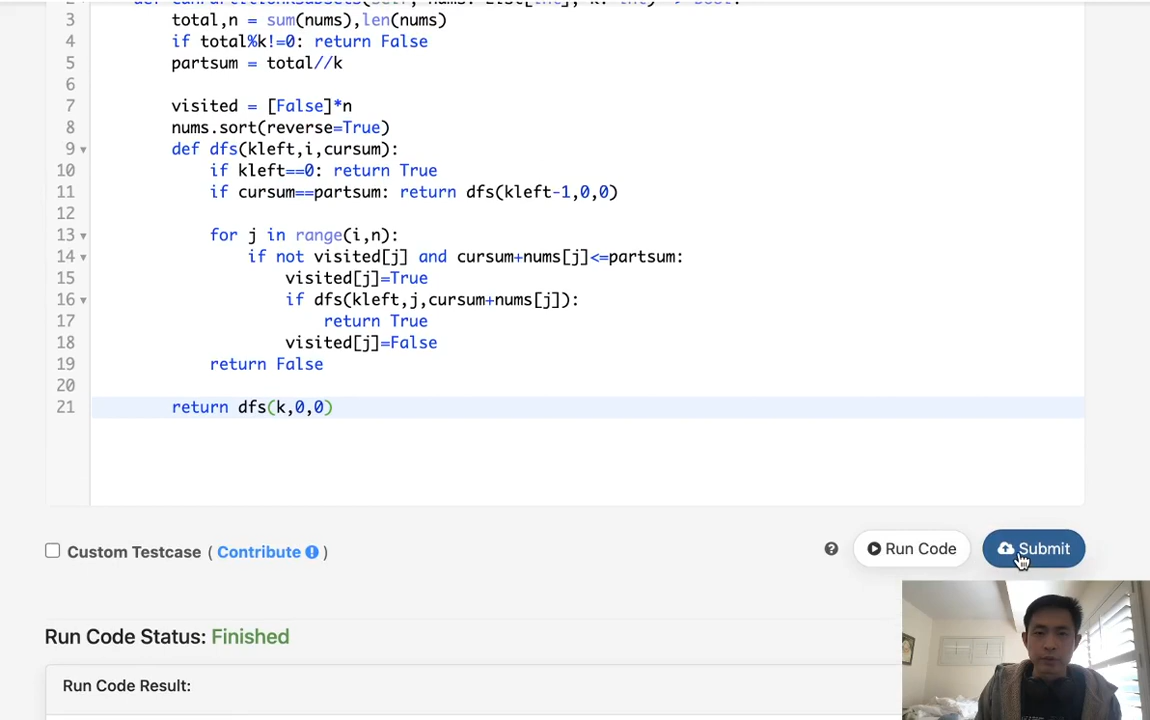 2
3 total,n = sum(nums),len(nums)
4 if total%k!=0: return False
5 partsum = total//k
6
7 visited = [False]*n
8 nums.sort(reverse=True)
9 def dfs(kleft,i,cursum):
10 if kleft==0: return True
11 if cursum==partsum: return dfs(kleft-1,0,0)
12
13 for j in range(i,n):
14 if not visited[j] and cursum+nums[j]<=partsum:
15 visited[j]=True
16 if dfs(kleft,j,cursum+nums[j]):
17 return True
18 visited[j]=False
19 return False
20
21 return dfs(k,0,0)
Custom Testcase ( Contribute )
? Run Code Submit
Run Code Status: Finished
Run Code Result: